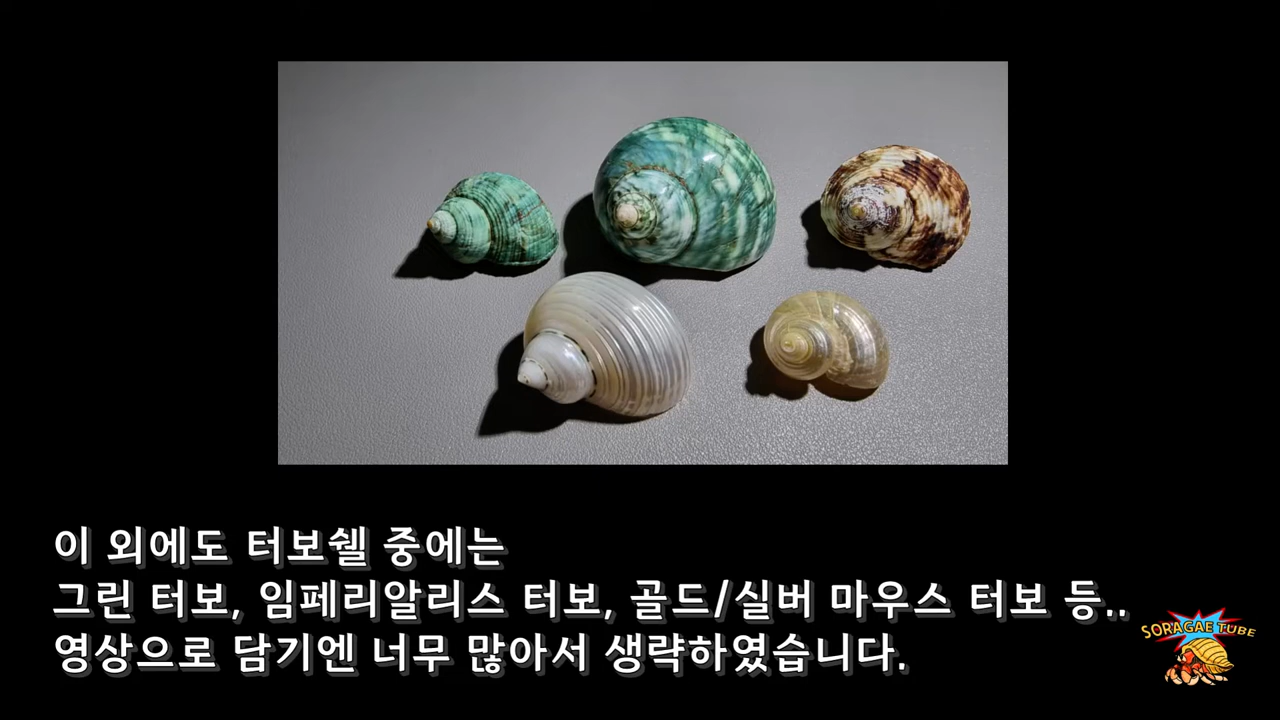 이 외에도 터보쉘 중에는
그린 터보, 임페리알리스 터보, 골드/실버 마우스 터보 등..
영상으로 담기엔 너무 많아서 생략하였습니다.
SORAGAE TUBE